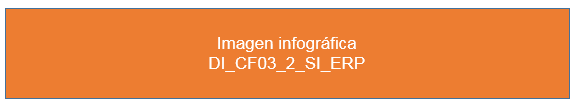 Imagen infográfica
DI_CF03_2_SI_ERP